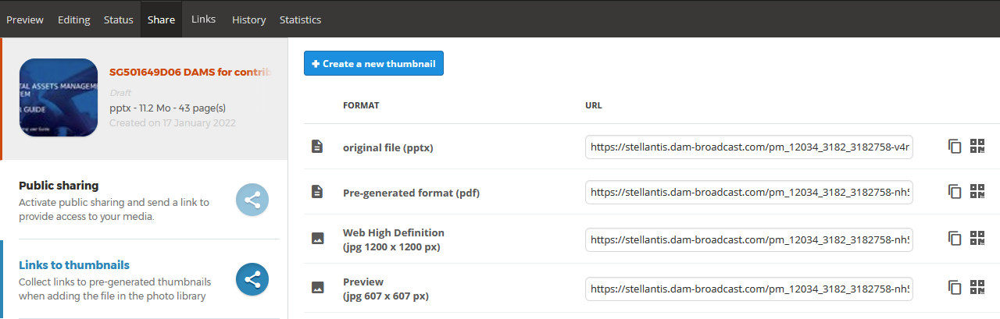 Preview Editing Status Share Links History Statistics
SG501649D06 DAMS for contrib
Draft
pptx - 11.2 Mo - 43 page(s)
Created on 17 January 2022
TAL ASSETS MANAGEM
EM
GUIDE
Public sharing
Activate public sharing and send a link to
provide access to your media.
Links to thumbnails
Collect links to pre-generated thumbnails
when adding the file in the photo library
Create a new thumbnail
FORMAT URL
original file (pptx) https://stellantis.dam-broadcast.com/pm_12034_3182_3182758-v4r
Pre-generated format (pdf) https://stellantis.dam-broadcast.com/pm_12034_3182_3182758-nh5
Web High Definition
(jpg 1200 x 1200 px) https://stellantis.dam-broadcast.com/pm_12034_3182_3182758-nh5
Preview
(jpg 607 x 607 px) https://stellantis.dam-broadcast.com/pm_12034_3182_3182758-nh5